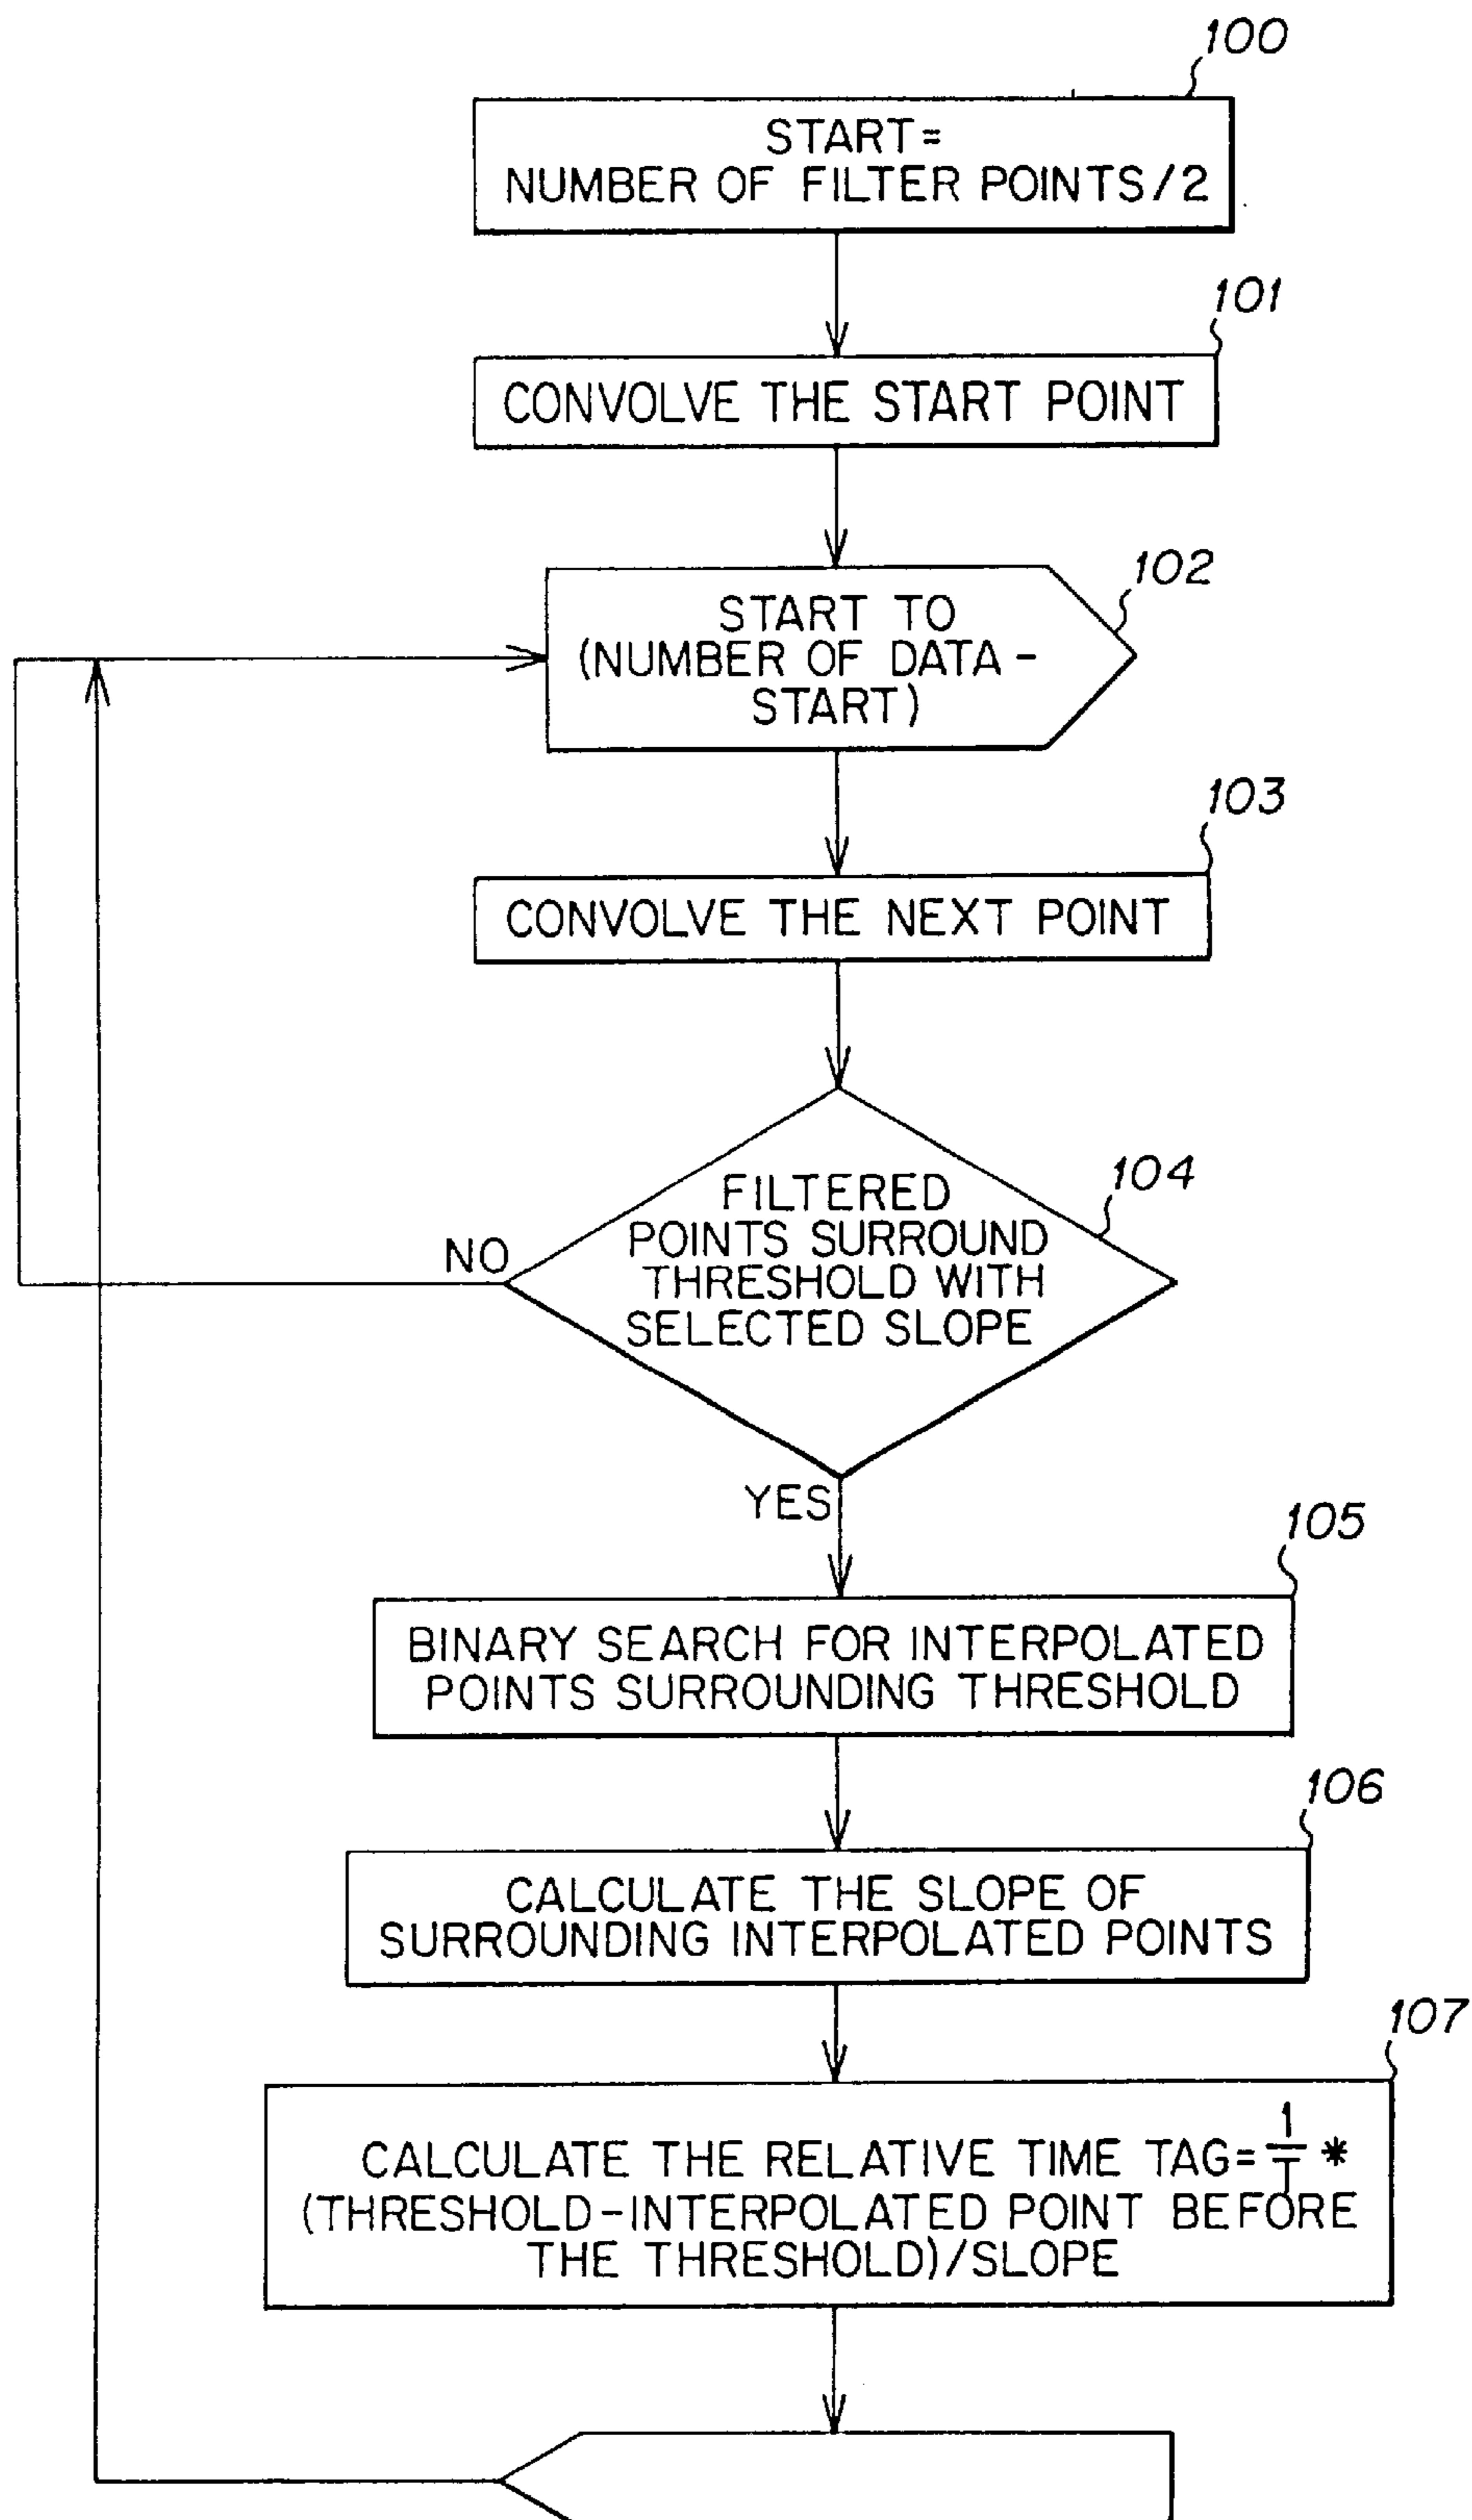 100
START=
NUMBER OF FILTER POINTS/2
101
CONVOLVE THE START POINT
102
START TO
(NUMBER OF DATA-
START)
103
CONVOLVE THE NEXT POINT
104
FILTERED
POINTS SURROUND
THRESHOLD WITH
SELECTED SLOPE
NO
YES
105
BINARY SEARCH FOR INTERPOLATED
POINTS SURROUNDING THRESHOLD
106
CALCULATE THE SLOPE OF
SURROUNDING INTERPOLATED POINTS
107
CALCULATE THE RELATIVE TIME TAG=1/T*
(THRESHOLD-INTERPOLATED POINT BEFORE
THE THRESHOLD)/SLOPE